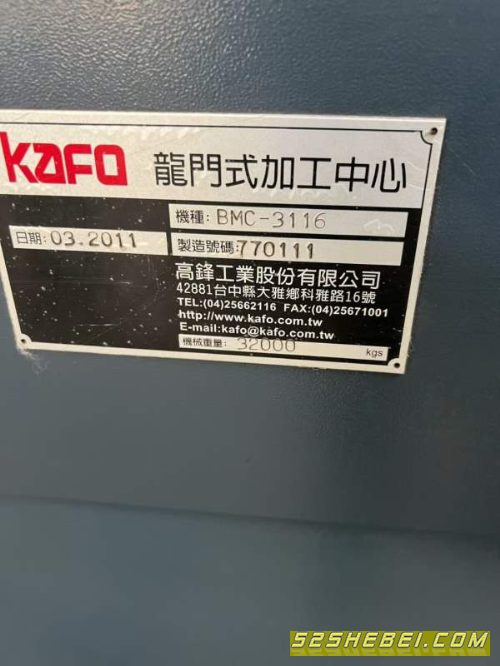 KAFO 龍門式加工中心
機種: BMC-3116
日期: 03.2011
製造號碼: 770111
高鋒工業股份有限公司
42881台中縣大雅鄉科雅路16號
TEL:(04)25662116 FAX:(04)25671001
http://www.kafo.com.tw
E-mail:kafo@kafo.com.tw
機械重量: 32000 kgs
52SHEBEI.COM